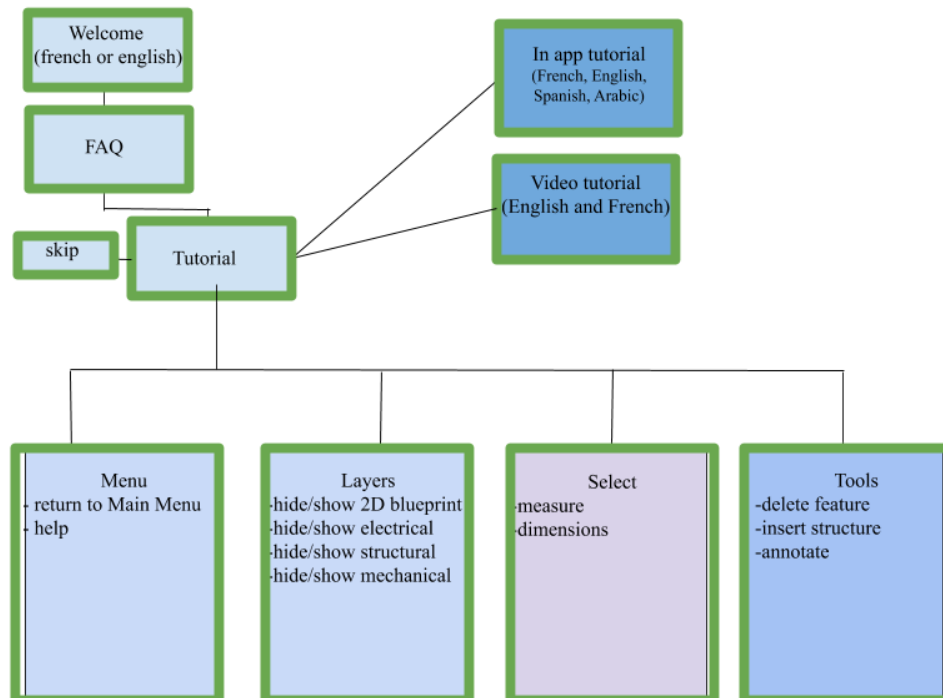 Welcome
(french or english)
FAQ
skip
Tutorial
In app tutorial
(French, English,
Spanish, Arabic)
Video tutorial
(English and French)
Menu
- return to Main Menu
- help
Layers
-hide/show 2D blueprint
-hide/show electrical
-hide/show structural
-hide/show mechanical
Select
-measure
-dimensions
Tools
-delete feature
-insert structure
-annotate